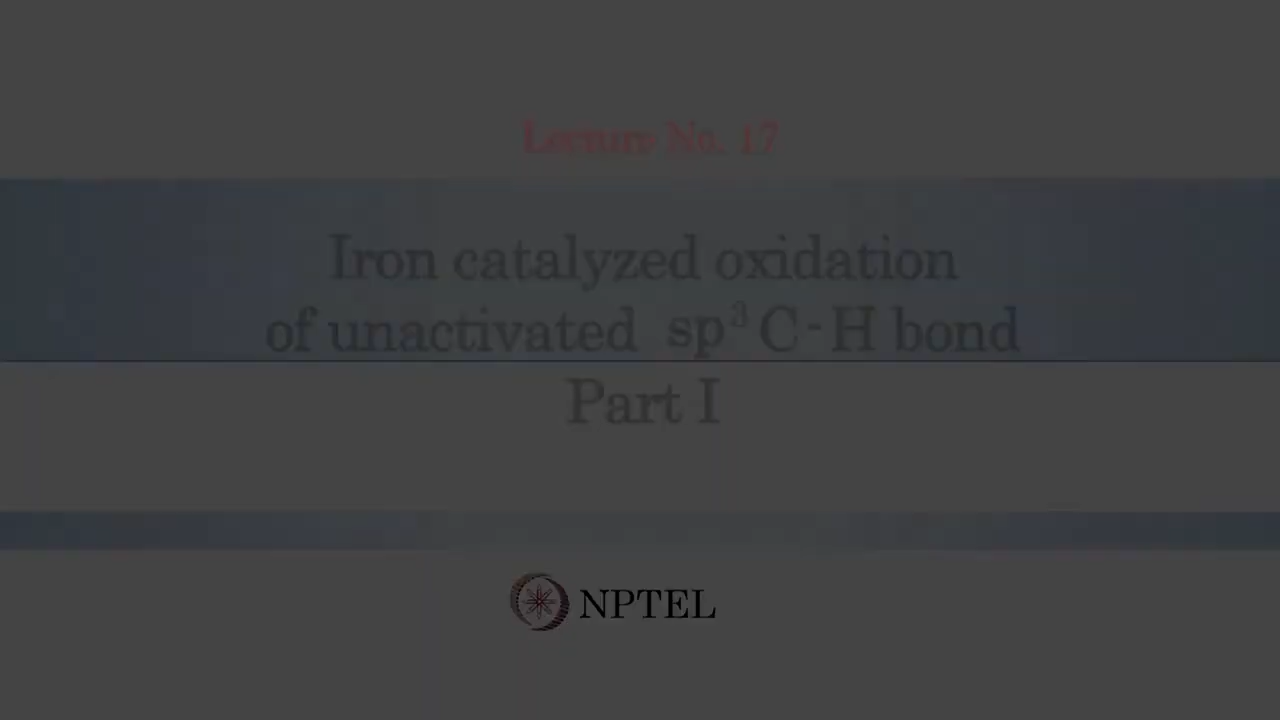 Lecture No. 17
Iron catalyzed oxidation
of unactivated sp³ C-H bond
Part I
NPTEL